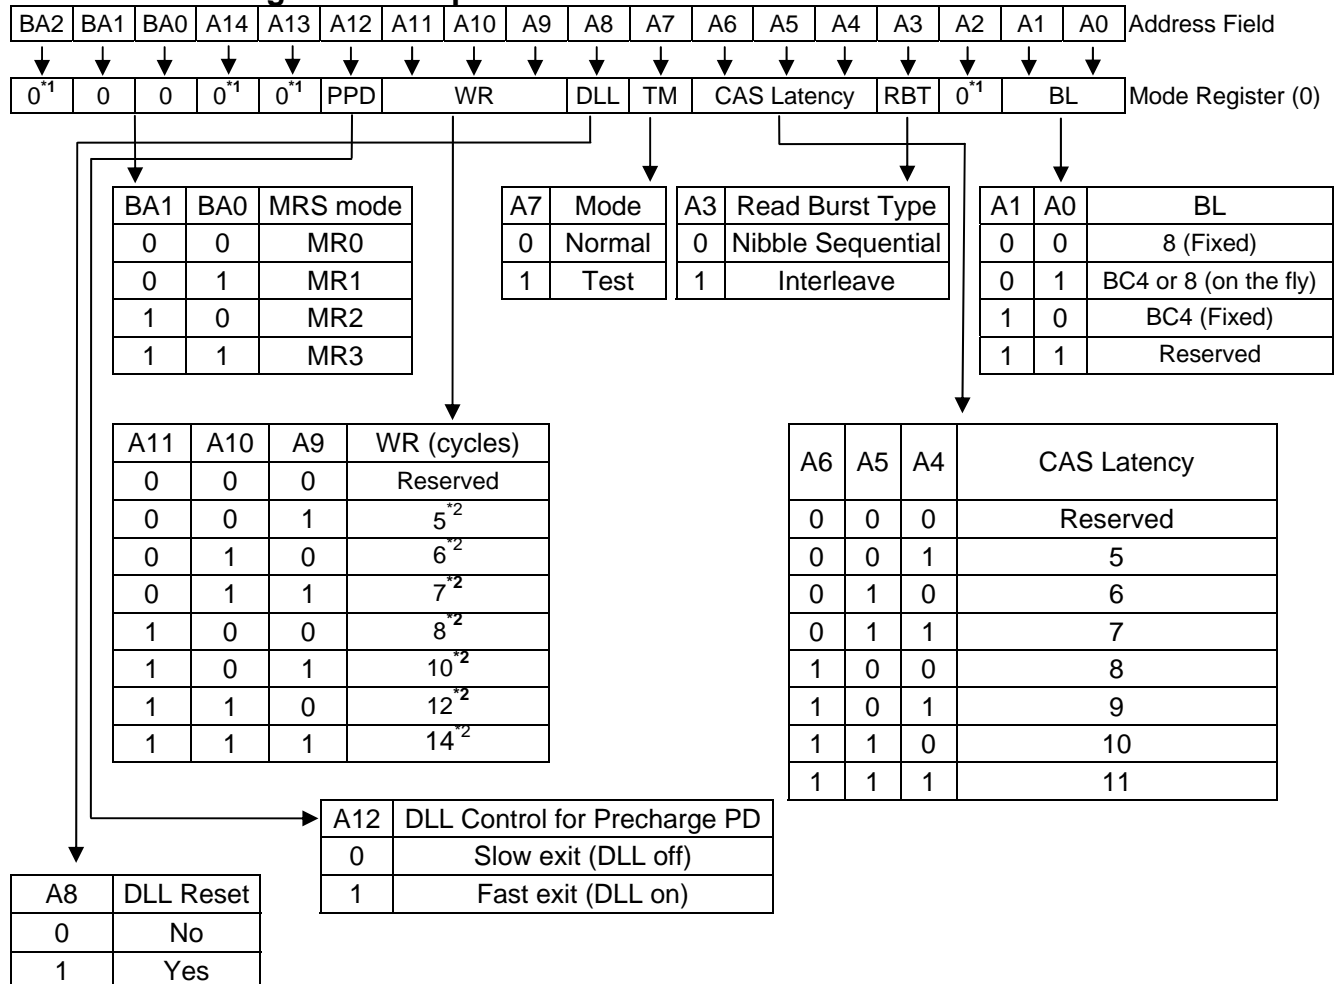 BA2 BA1 BA0 A14 A13 A12 A11 A10 A9 A8 A7 A6 A5 A4 A3 A2 A1 A0 Address Field
0*1 0 0 0*1 0*1 PPD WR DLL TM CAS Latency RBT 0*1 BL Mode Register (0)
BA1 BA0 MRS mode
0 0 MR0
0 1 MR1
1 0 MR2
1 1 MR3
A7 Mode
0 Normal
1 Test
A3 Read Burst Type
0 Nibble Sequential
1 Interleave
A1 A0 BL
0 0 8 (Fixed)
0 1 BC4 or 8 (on the fly)
1 0 BC4 (Fixed)
1 1 Reserved
A11 A10 A9 WR (cycles)
0 0 0 Reserved
0 0 1 5*2
0 1 0 6*2
0 1 1 7*2
1 0 0 8*2
1 0 1 10*2
1 1 0 12*2
1 1 1 14*2
A6 A5 A4 CAS Latency
0 0 0 Reserved
0 0 1 5
0 1 0 6
0 1 1 7
1 0 0 8
1 0 1 9
1 1 0 10
1 1 1 11
A12 DLL Control for Precharge PD
0 Slow exit (DLL off)
1 Fast exit (DLL on)
A8 DLL Reset
0 No
1 Yes